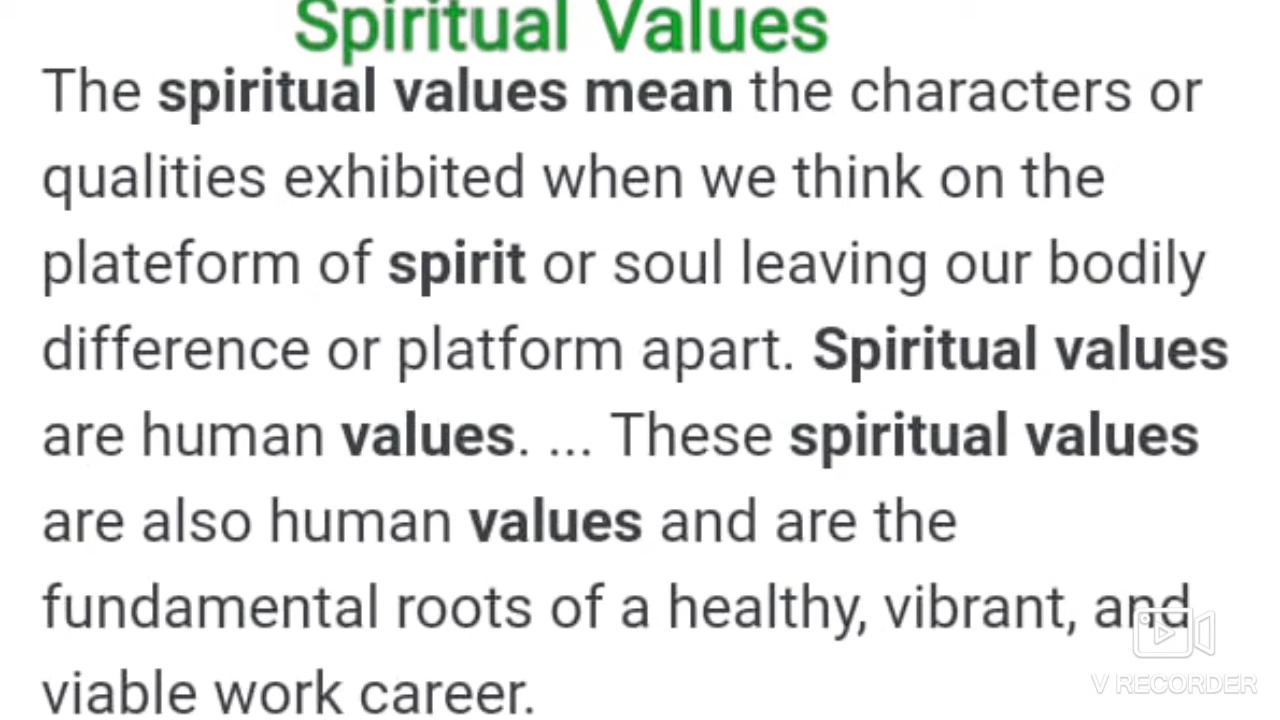 Spiritual Values
The spiritual values mean the characters or
qualities exhibited when we think on the
plateform of spirit or soul leaving our bodily
difference or platform apart. Spiritual values
are human values. ... These spiritual values
are also human values and are the
fundamental roots of a healthy, vibrant, and
viable work career.
V RECORDER